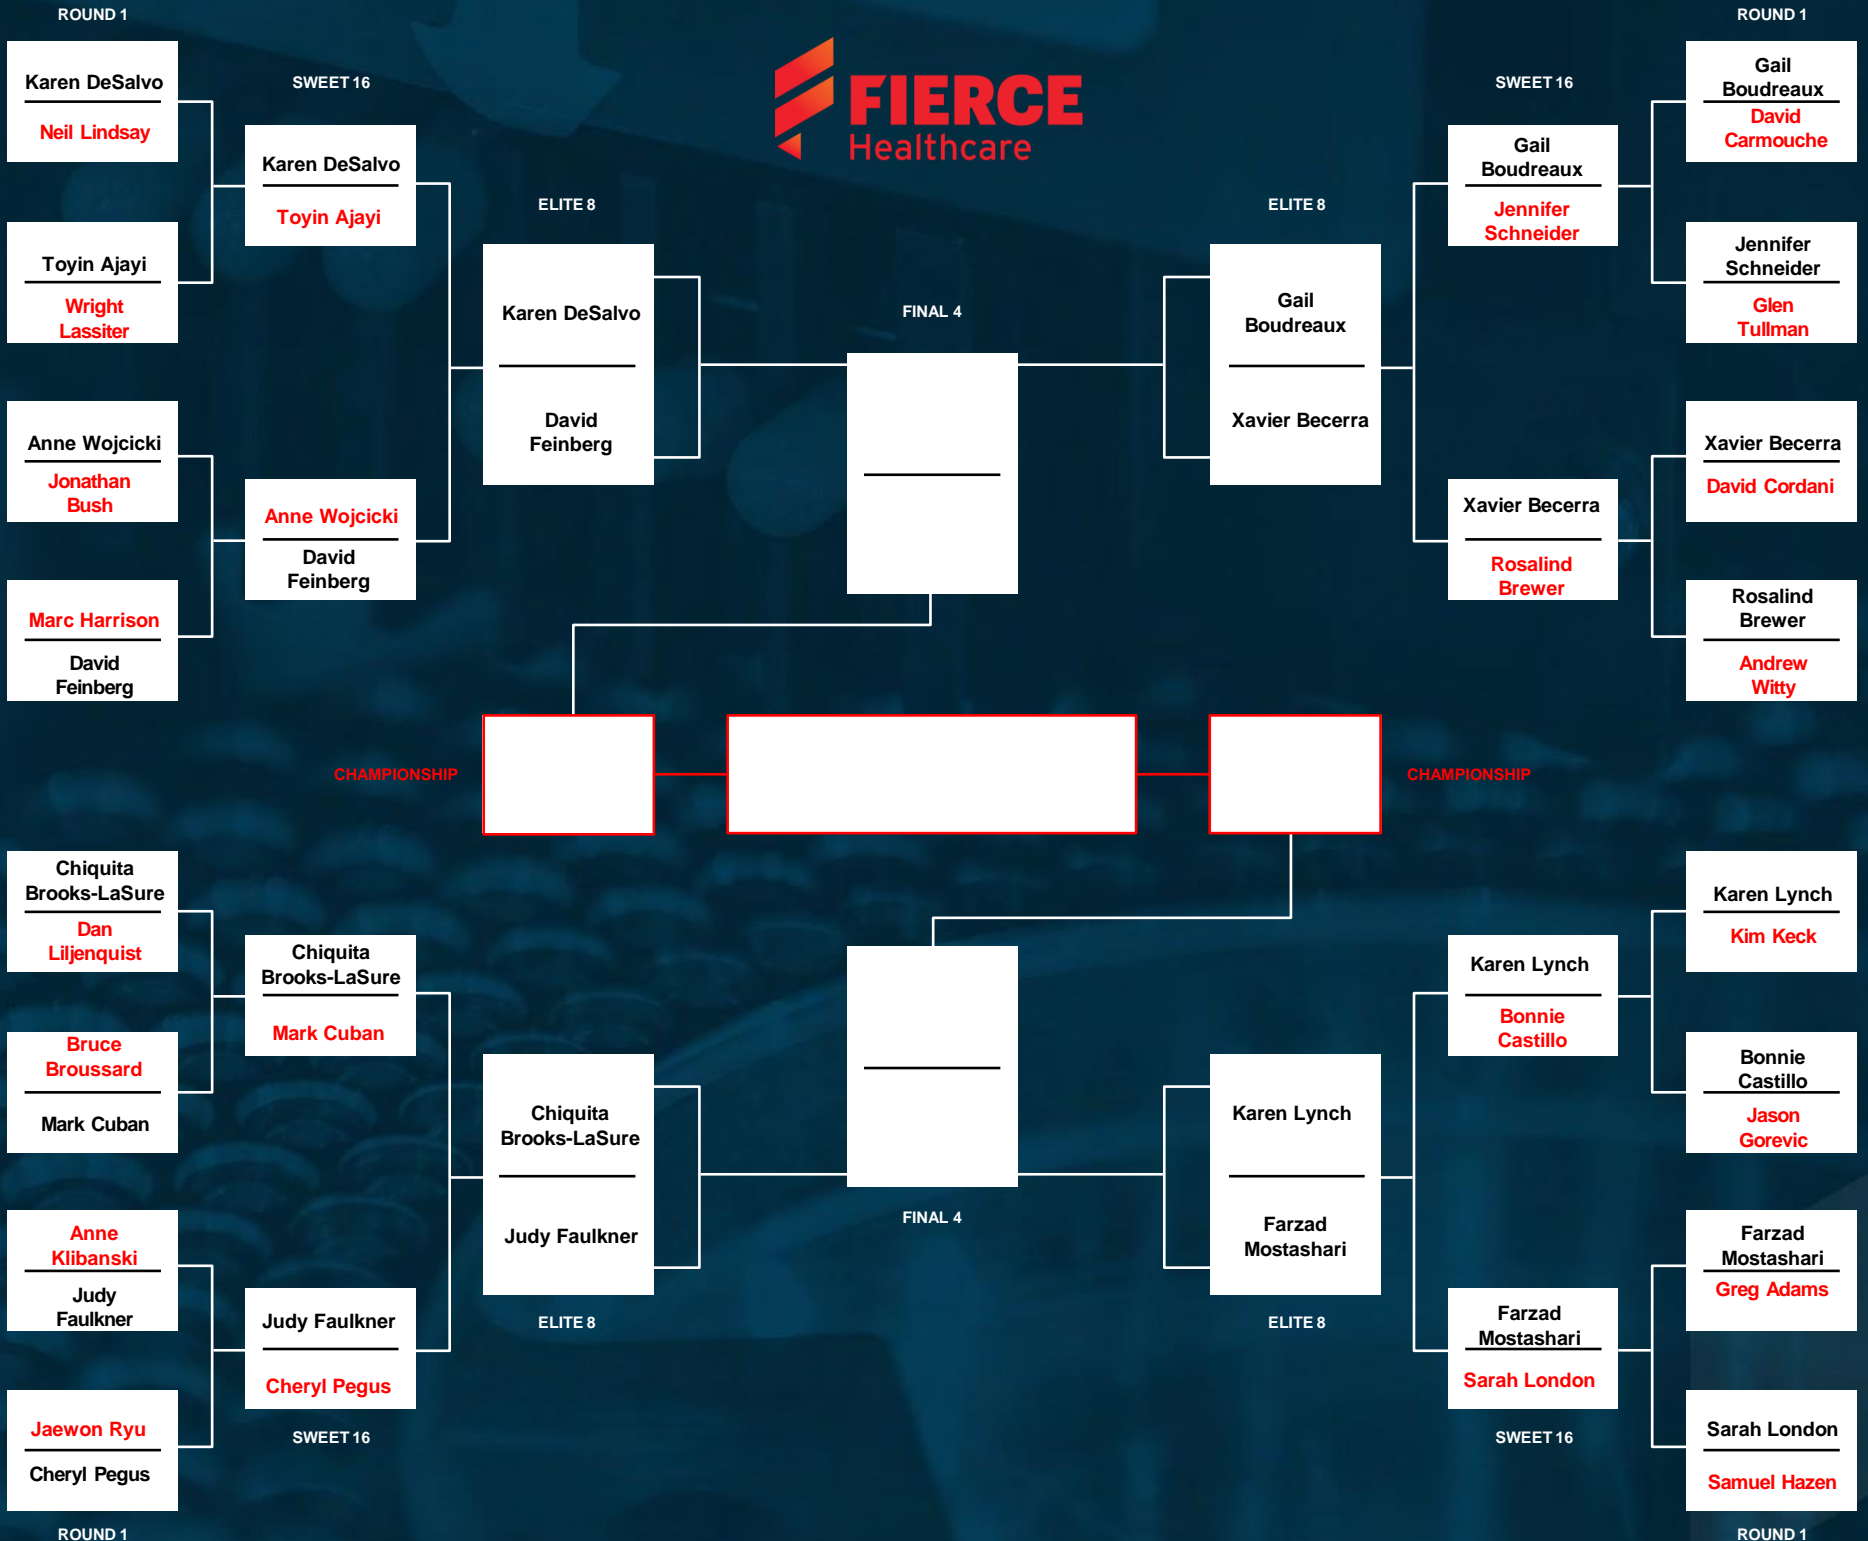 ROUND 1
Karen DeSalvo
Neil Lindsay
Toyin Ajayi
Wright
Lassiter
Anne Wojcicki
Jonathan
Bush
Marc Harrison
David
Feinberg
SWEET 16
Karen DeSalvo
Toyin Ajayi
Anne Wojcicki
David
Feinberg
ELITE 8
Karen DeSalvo
David
Feinberg
FIERCE
Healthcare
FINAL 4
ELITE 8
Gail
Boudreaux
Xavier Becerra
SWEET 16
Gail
Boudreaux
Jennifer
Schneider
Xavier Becerra
Rosalind
Brewer
ROUND 1
Gail
Boudreaux
David
Carmouche
Jennifer
Schneider
Glen
Tullman
Xavier Becerra
David Cordani
Rosalind
Brewer
Andrew
Witty
CHAMPIONSHIP
CHAMPIONSHIP
Chiquita
Brooks-LaSure
Dan
Liljenquist
Bruce
Broussard
Mark Cuban
Anne
Klibanski
Judy
Faulkner
Jaewon Ryu
Cheryl Pegus
ROUND 1
Chiquita
Brooks-LaSure
Mark Cuban
Judy Faulkner
Cheryl Pegus
SWEET 16
Chiquita
Brooks-LaSure
Judy Faulkner
ELITE 8
FINAL 4
Karen Lynch
Farzad
Mostashari
ELITE 8
Karen Lynch
Bonnie
Castillo
Farzad
Mostashari
Sarah London
SWEET 16
Karen Lynch
Kim Keck
Bonnie
Castillo
Jason
Gorevic
Farzad
Mostashari
Greg Adams
Sarah London
Samuel Hazen
ROUND 1